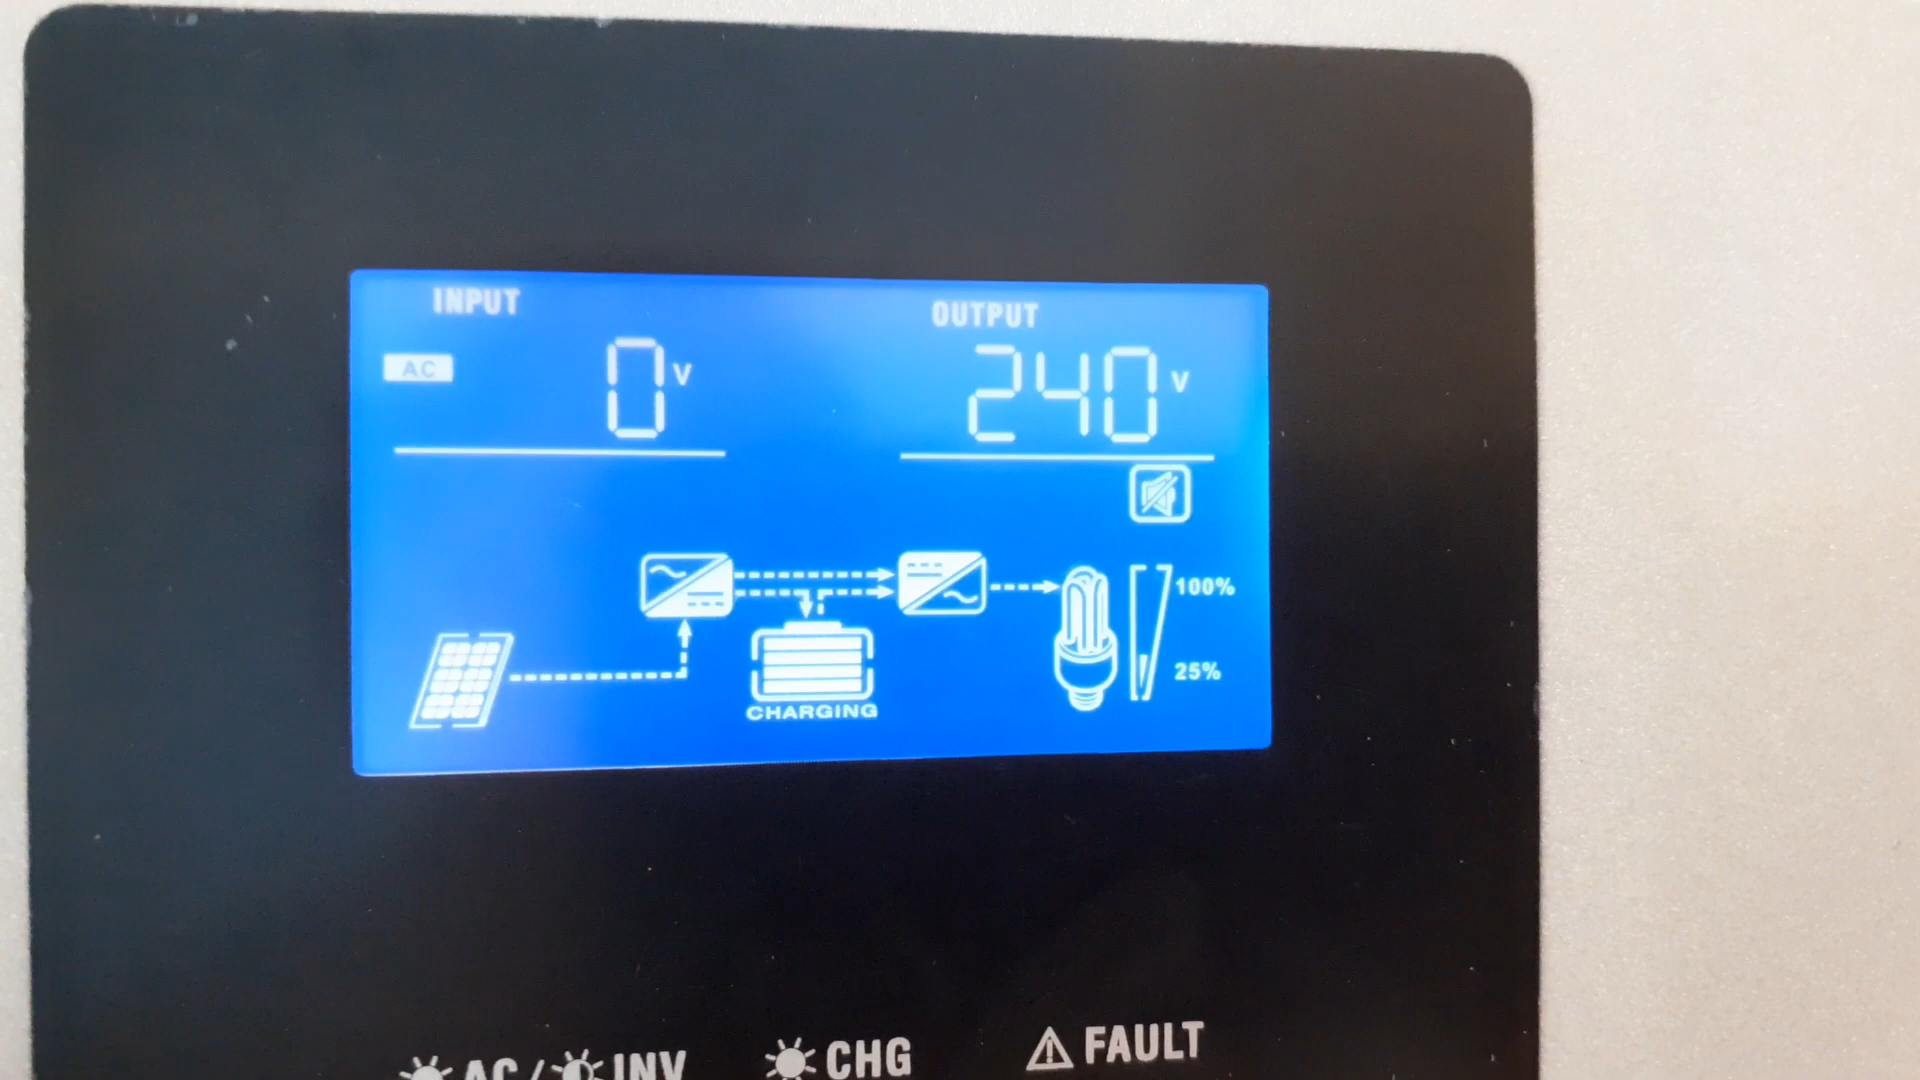 INPUT
OUTPUT
AC 0 V
240 V
100%
25%
CHARGING
AC / INV
CHG
FAULT